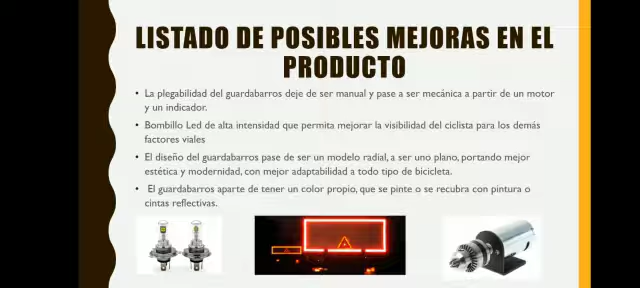 LISTADO DE POSIBLES MEJORAS EN EL
PRODUCTO
• La plegabilidad del guardabarros deje de ser manual y pase a ser mecánica a partir de un motor
y un indicador.
• Bombillo Led de alta intensidad que permita mejorar la visibilidad del ciclista para los demás
factores viales
• El diseño del guardabarros pase de ser un modelo radial, a ser uno plano, portando mejor
estética y modernidad, con mejor adaptabilidad a todo tipo de bicicleta.
• El guardabarros aparte de tener un color propio, que se pinte o se recubra con pintura o
cintas reflectivas.